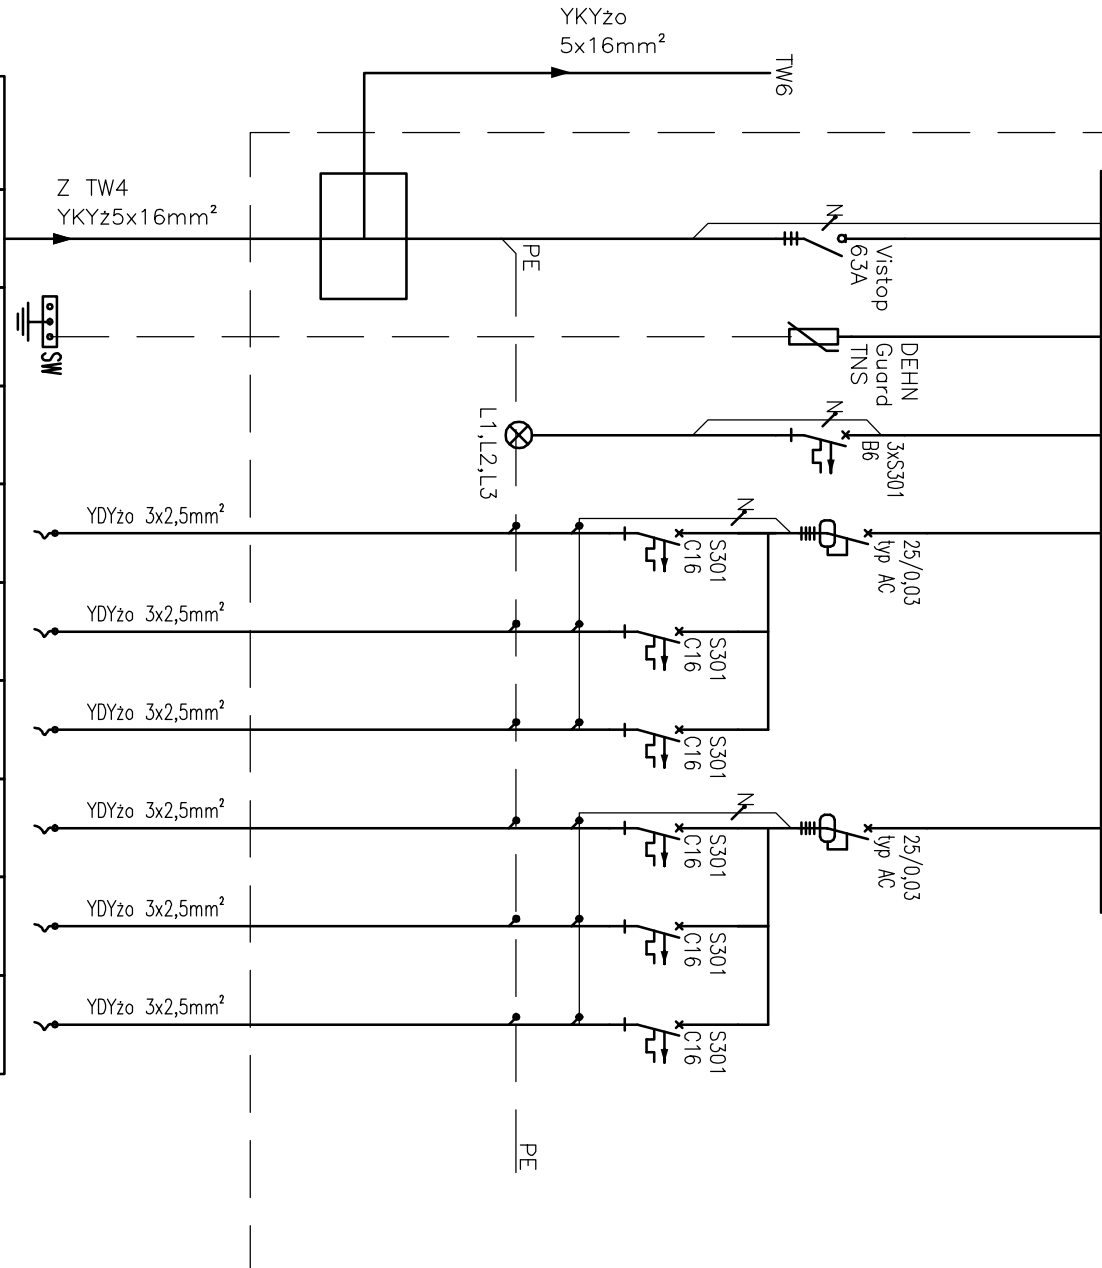 YKYżo
5x16mm²
TW6
Z TW4
YKYż5x16mm²
PE
N
Vistop
63A
SW
DEHN
Guard
TNS
L1,L2,L3
N
3xS301
B6
YDYżo 3x2,5mm²
S301
C16
N
25/0,03
typ AC
YDYżo 3x2,5mm²
S301
C16
YDYżo 3x2,5mm²
S301
C16
YDYżo 3x2,5mm²
S301
C16
N
25/0,03
typ AC
YDYżo 3x2,5mm²
S301
C16
YDYżo 3x2,5mm²
S301
C16
PE